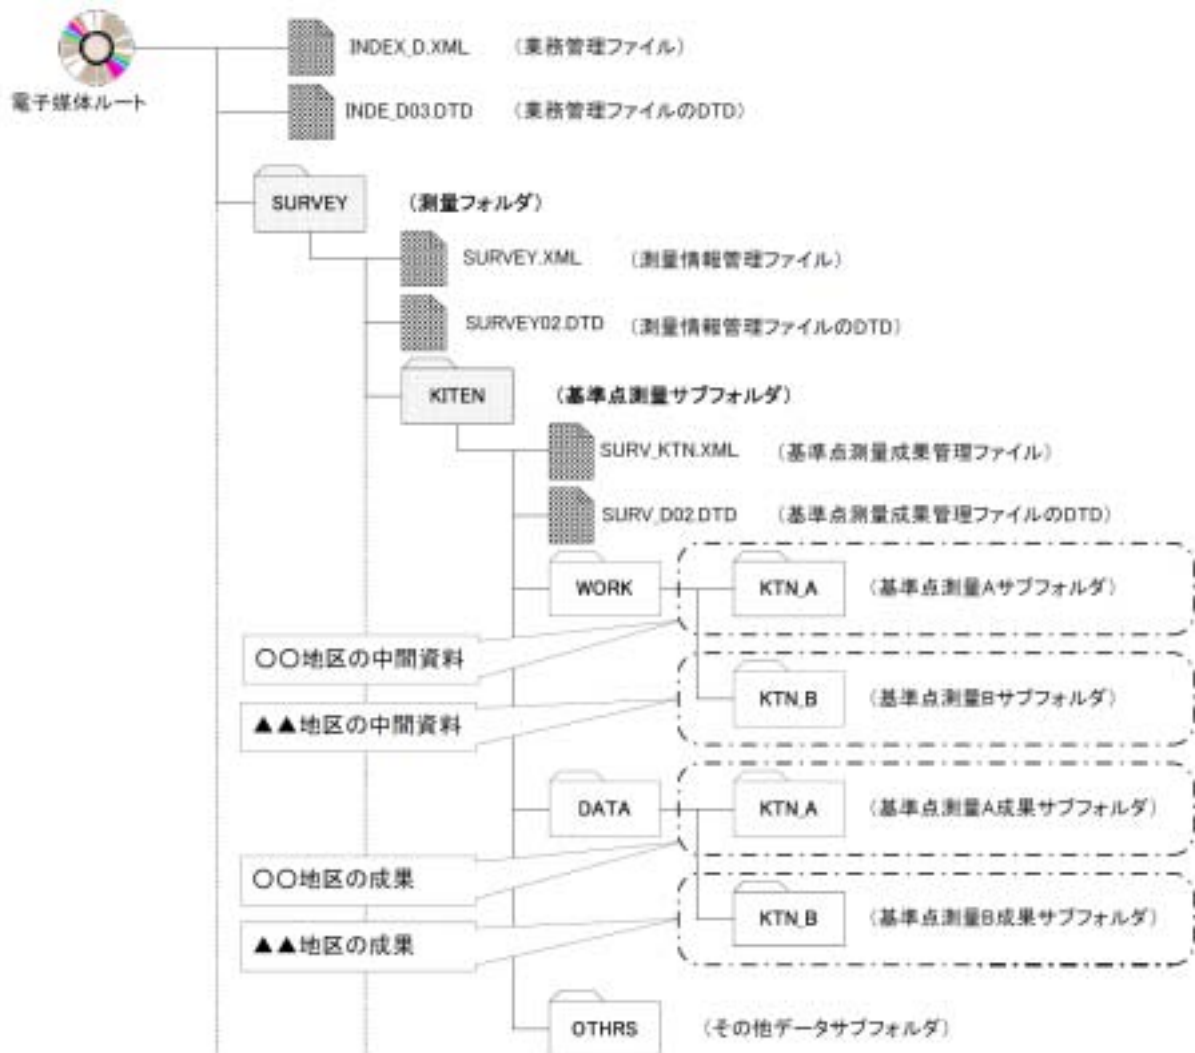 INDEX_D.XML （業務管理ファイル）
電子媒体ルート
INDE_D03.DTD （業務管理ファイルのDTD）
SURVEY （測量フォルダ）
SURVEY.XML （測量情報管理ファイル）
SURVEY02.DTD （測量情報管理ファイルのDTD）
KITEN （基準点測量サブフォルダ）
SURV_KTN.XML （基準点測量成果管理ファイル）
SURV_D02.DTD （基準点測量成果管理ファイルのDTD）
WORK KTN_A （基準点測量Aサブフォルダ）
〇〇地区の中間資料
KTN_B （基準点測量Bサブフォルダ）
▲▲地区の中間資料
DATA KTN_A （基準点測量A成果サブフォルダ）
〇〇地区の成果
KTN_B （基準点測量B成果サブフォルダ）
▲▲地区の成果
OTHRS （その他データサブフォルダ）